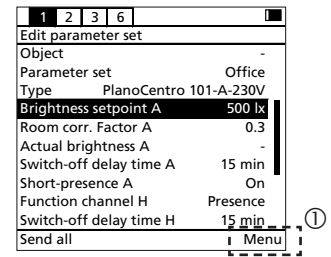 1 2 3 6
Edit parameter set
Object -
Parameter set Office
Type PlanoCentro 101-A-230V
Brightness setpoint A 500 lx
Room corr. Factor A 0.3
Actual brightness A -
Switch-off delay time A 15 min
Short-presence A On
Function channel H Presence
Switch-off delay time H 15 min
Send all Menu
①